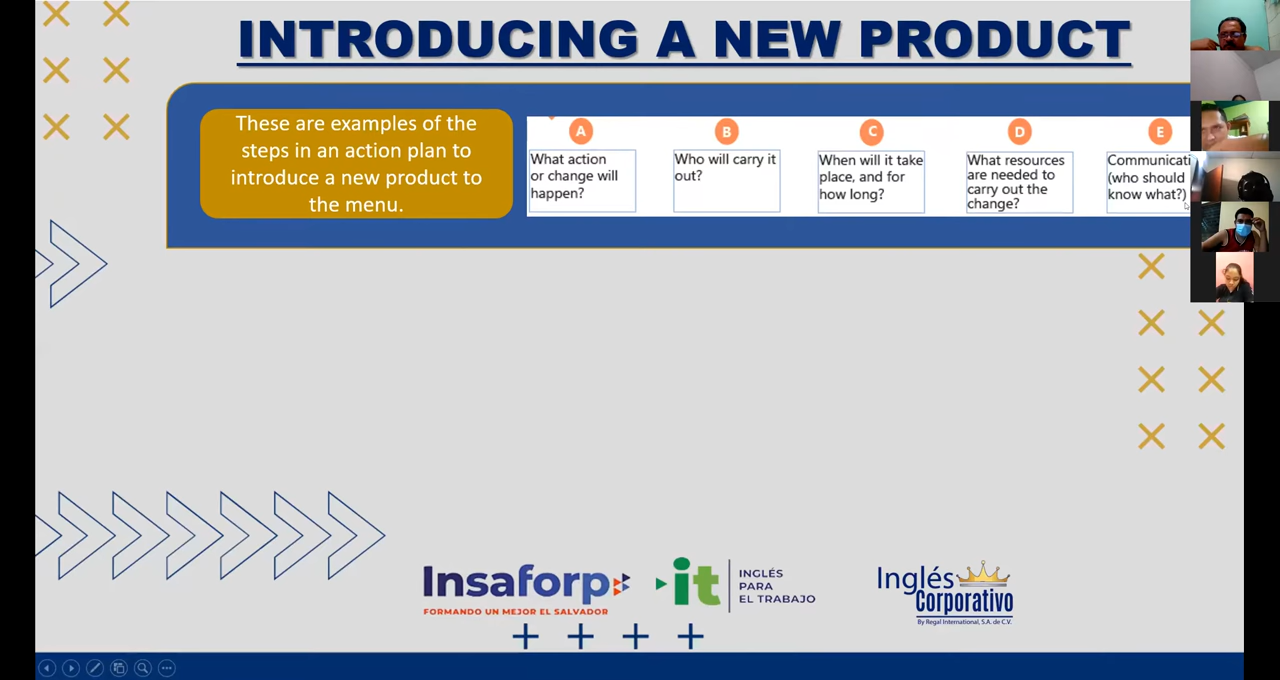 INTRODUCING A NEW PRODUCT
These are examples of the
steps in an action plan to
introduce a new product to
the menu.
A
What action
or change will
happen?
B
Who will carry it
out?
C
When will it take
place, and for
how long?
D
What resources
are needed to
carry out the
change?
E
Communicati
(who should
know what?)
Insaforp
FORMANDO UN MEJOR EL SALVADOR
it
INGLÉS
PARA
EL TRABAJO
Inglés
Corporativo
By Regal International, S.A. de C.V.